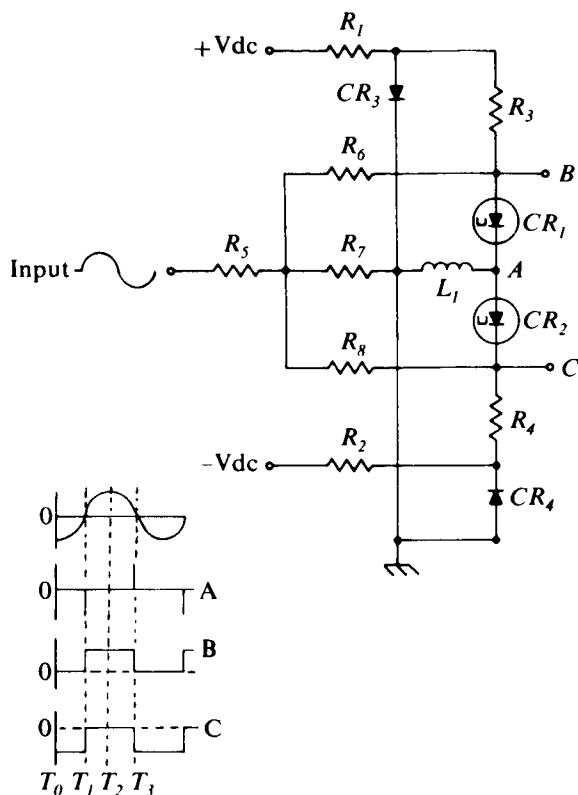 R1
+Vdc
CR3
R3
R6
B
CR1
R5
R7
A
Input
L1
CR2
R8
C
R4
R2
–Vdc
CR4
0
0 A
B
0
0 C
T0 T1 T2 T3